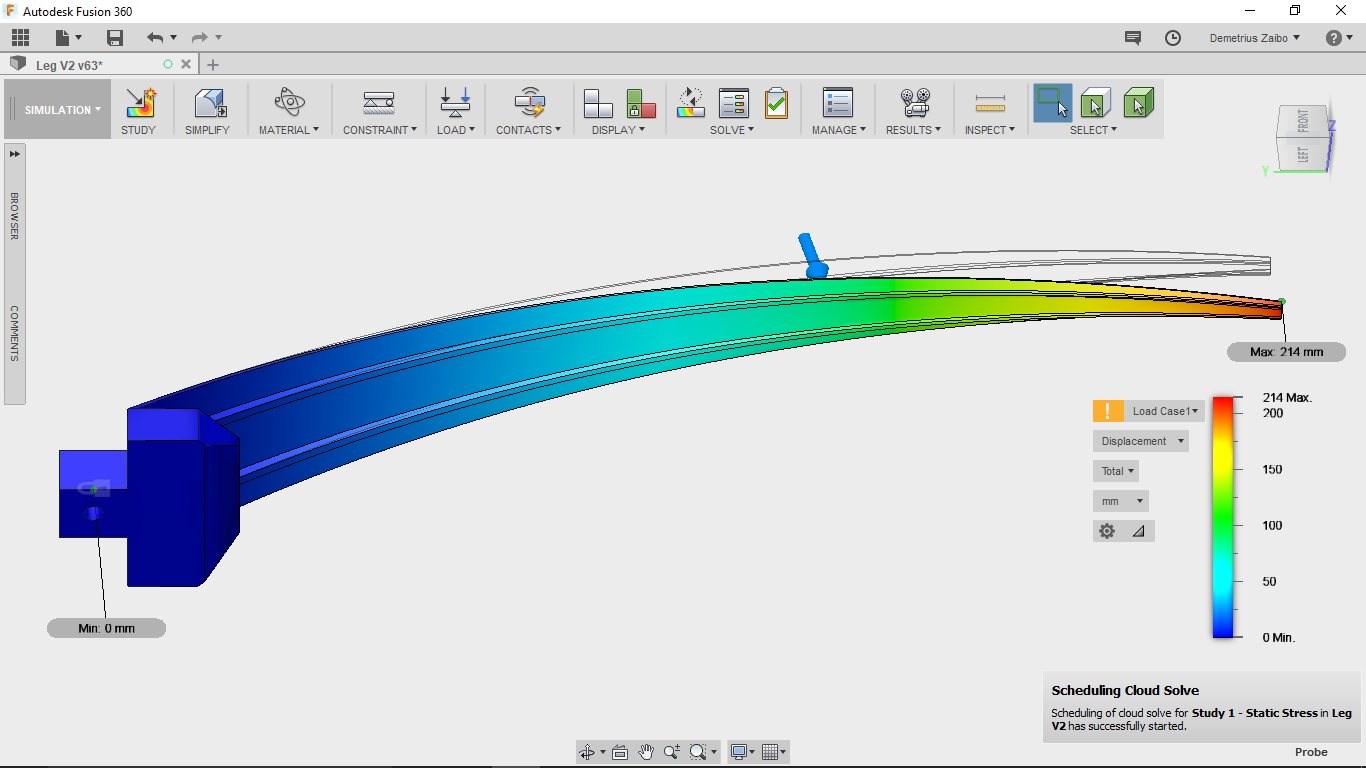 Autodesk Fusion 360
Demetrius Zaibo
Leg V2 v63*
SIMULATION
STUDY
SIMPLIFY
MATERIAL
CONSTRAINT
LOAD
CONTACTS
DISPLAY
SOLVE
MANAGE
RESULTS
INSPECT
SELECT
FRONT
LEFT
Z
Y
BROWSER
COMMENTS
Max: 214 mm
Load Case1
Displacement
Total
mm
214 Max.
200
150
100
50
0 Min.
Min: 0 mm
Scheduling Cloud Solve
Scheduling of cloud solve for Study 1 - Static Stress in Leg
V2 has successfully started.
Probe